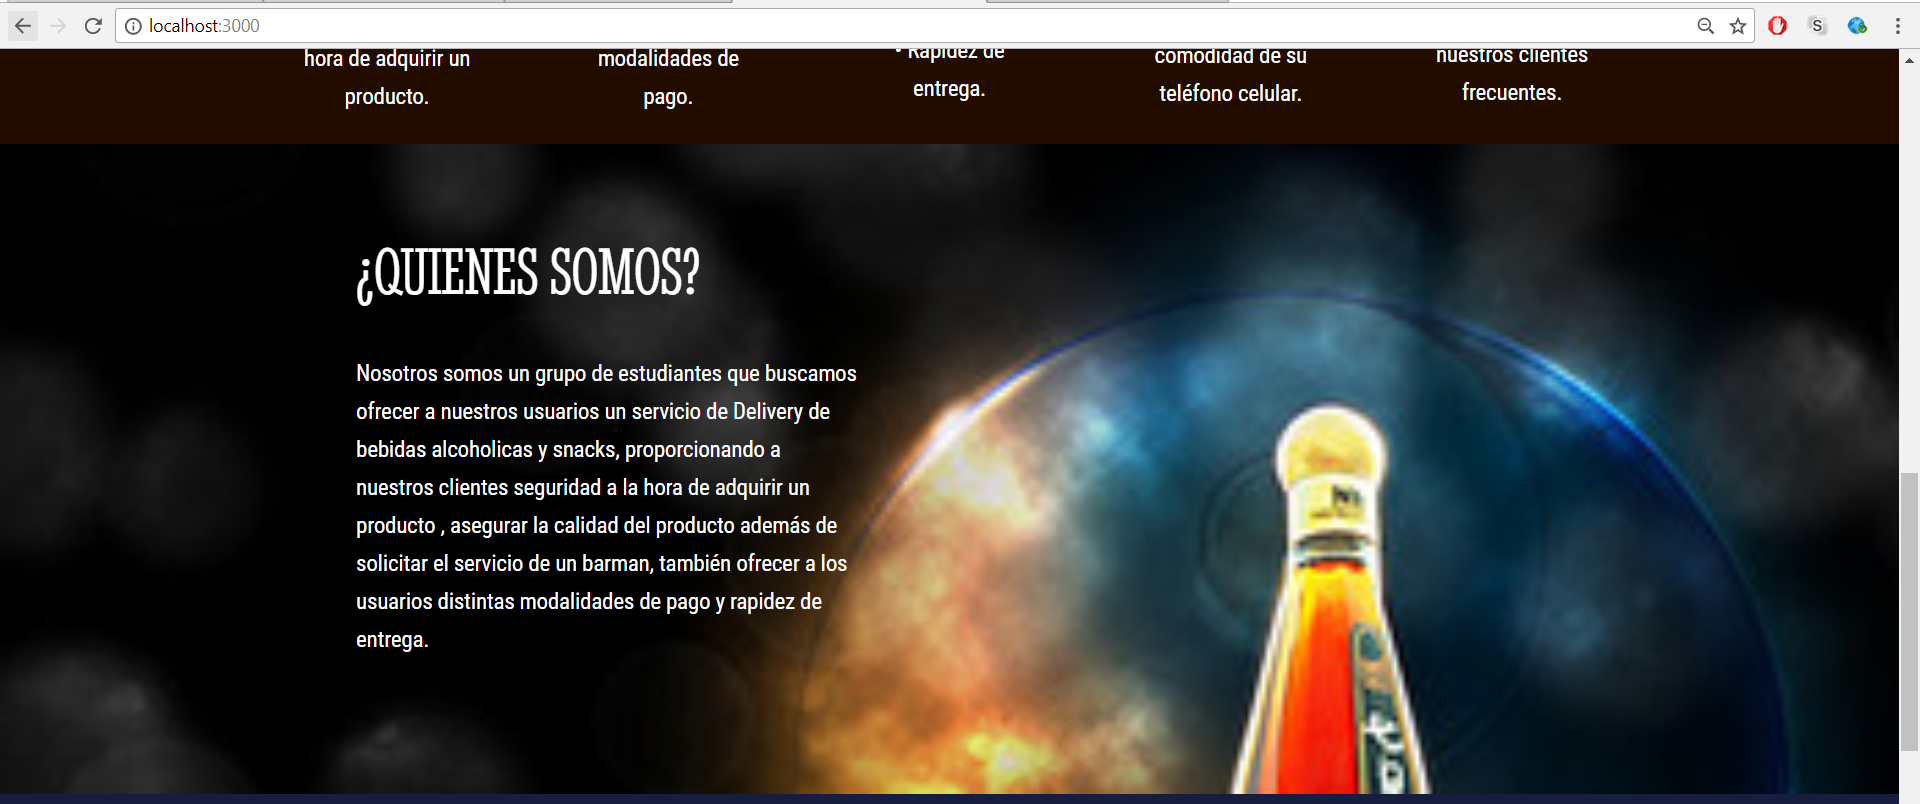 localhost:3000
hora de adquirir un
producto.
modalidades de
pago.
• Rapidez de
entrega.
comodidad de su
teléfono celular.
nuestros clientes
frecuentes.
¿QUIENES SOMOS?
Nosotros somos un grupo de estudiantes que buscamos
ofrecer a nuestros usuarios un servicio de Delivery de
bebidas alcoholicas y snacks, proporcionando a
nuestros clientes seguridad a la hora de adquirir un
producto , asegurar la calidad del producto además de
solicitar el servicio de un barman, también ofrecer a los
usuarios distintas modalidades de pago y rapidez de
entrega.